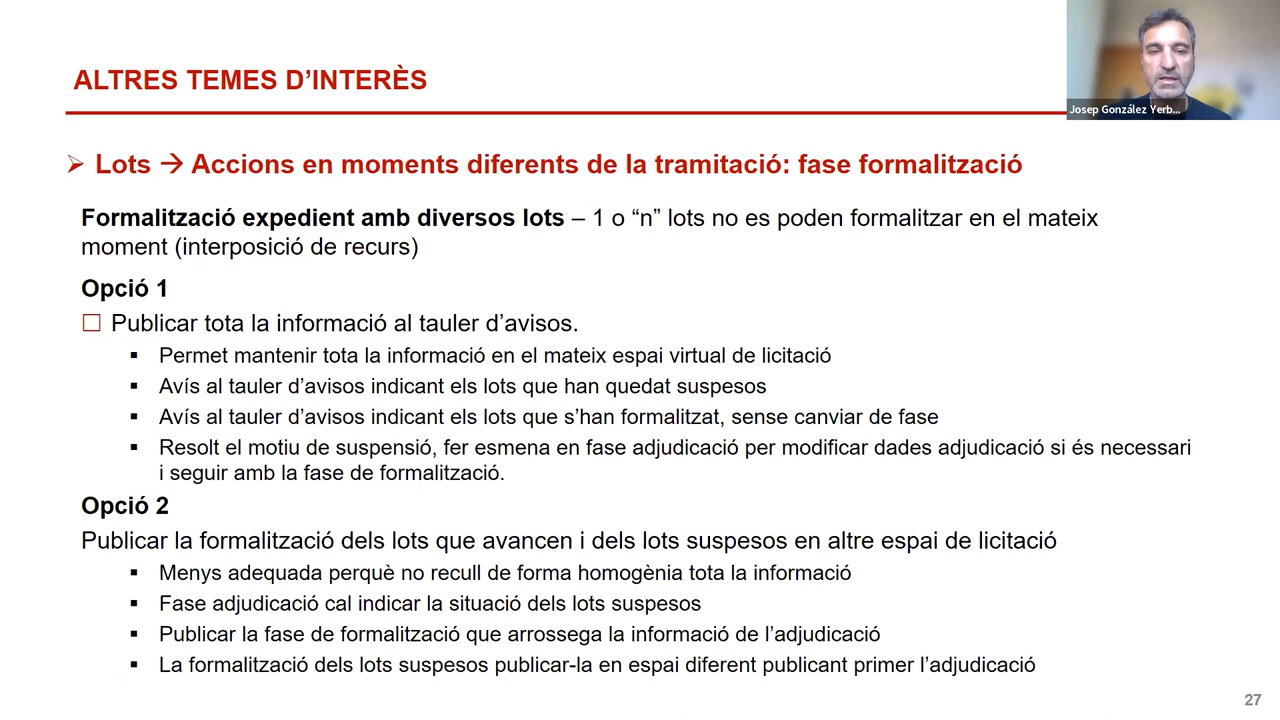 ALTRES TEMES D’INTERÈS
Josep González Yerb...
➢ Lots → Accions en moments diferents de la tramitació: fase formalització
Formalització expedient amb diversos lots – 1 o “n” lots no es poden formalitzar en el mateix
moment (interposició de recurs)
Opció 1
☐ Publicar tota la informació al tauler d’avisos.
▪ Permet mantenir tota la informació en el mateix espai virtual de licitació
▪ Avís al tauler d’avisos indicant els lots que han quedat suspesos
▪ Avís al tauler d’avisos indicant els lots que s’han formalitzat, sense canviar de fase
▪ Resolt el motiu de suspensió, fer esmena en fase adjudicació per modificar dades adjudicació si és necessari
i seguir amb la fase de formalització.
Opció 2
Publicar la formalització dels lots que avancen i dels lots suspesos en altre espai de licitació
▪ Menys adequada perquè no recull de forma homogènia tota la informació
▪ Fase adjudicació cal indicar la situació dels lots suspesos
▪ Publicar la fase de formalització que arrossega la informació de l’adjudicació
▪ La formalització dels lots suspesos publicar-la en espai diferent publicant primer l’adjudicació
27